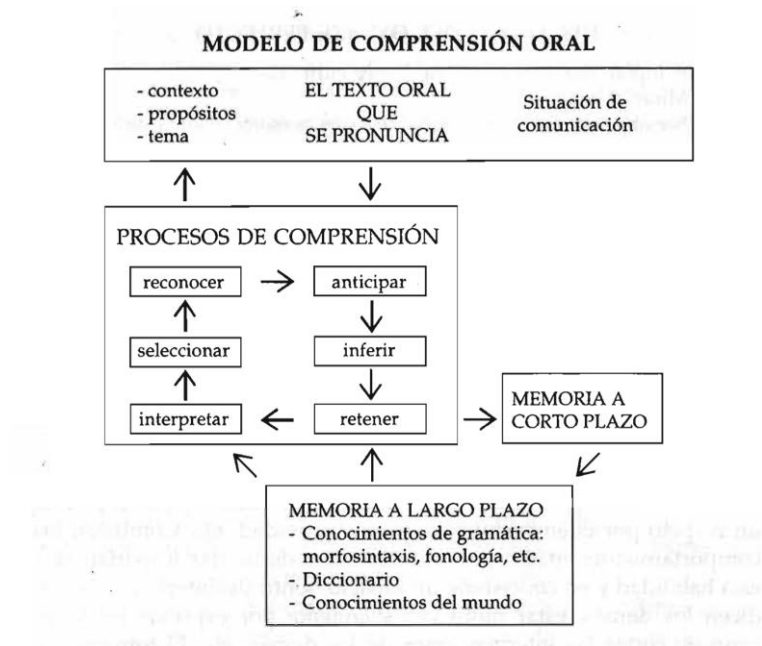 MODELO DE COMPRENSIÓN ORAL
- contexto
- propósitos
- tema
EL TEXTO ORAL
QUE
SE PRONUNCIA
Situación de
comunicación
PROCESOS DE COMPRENSIÓN
reconocer
anticipar
seleccionar
inferir
interpretar
retener
MEMORIA A
CORTO PLAZO
MEMORIA A LARGO PLAZO
- Conocimientos de gramática:
morfosintaxis, fonología, etc.
- Diccionario
- Conocimientos del mundo